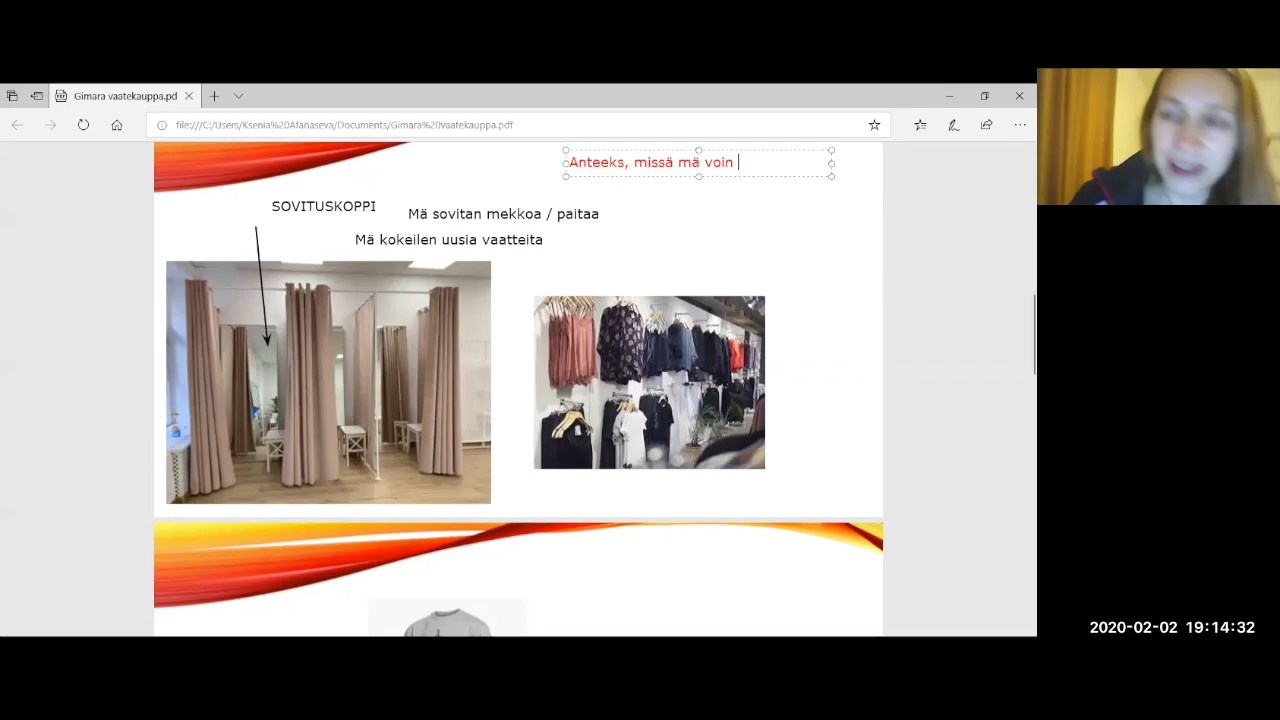 Gimara vaatekauppa.pd
file:///C:/Users/Ksenia%20Afanaseva/Documents/Gimara%20vaatekauppa.pdf
Anteeks, missä mä voin
SOVITUSKOPPI
Mä sovitan mekkoa / paitaa
Mä kokeilen uusia vaatteita
2020-02-02 19:14:32